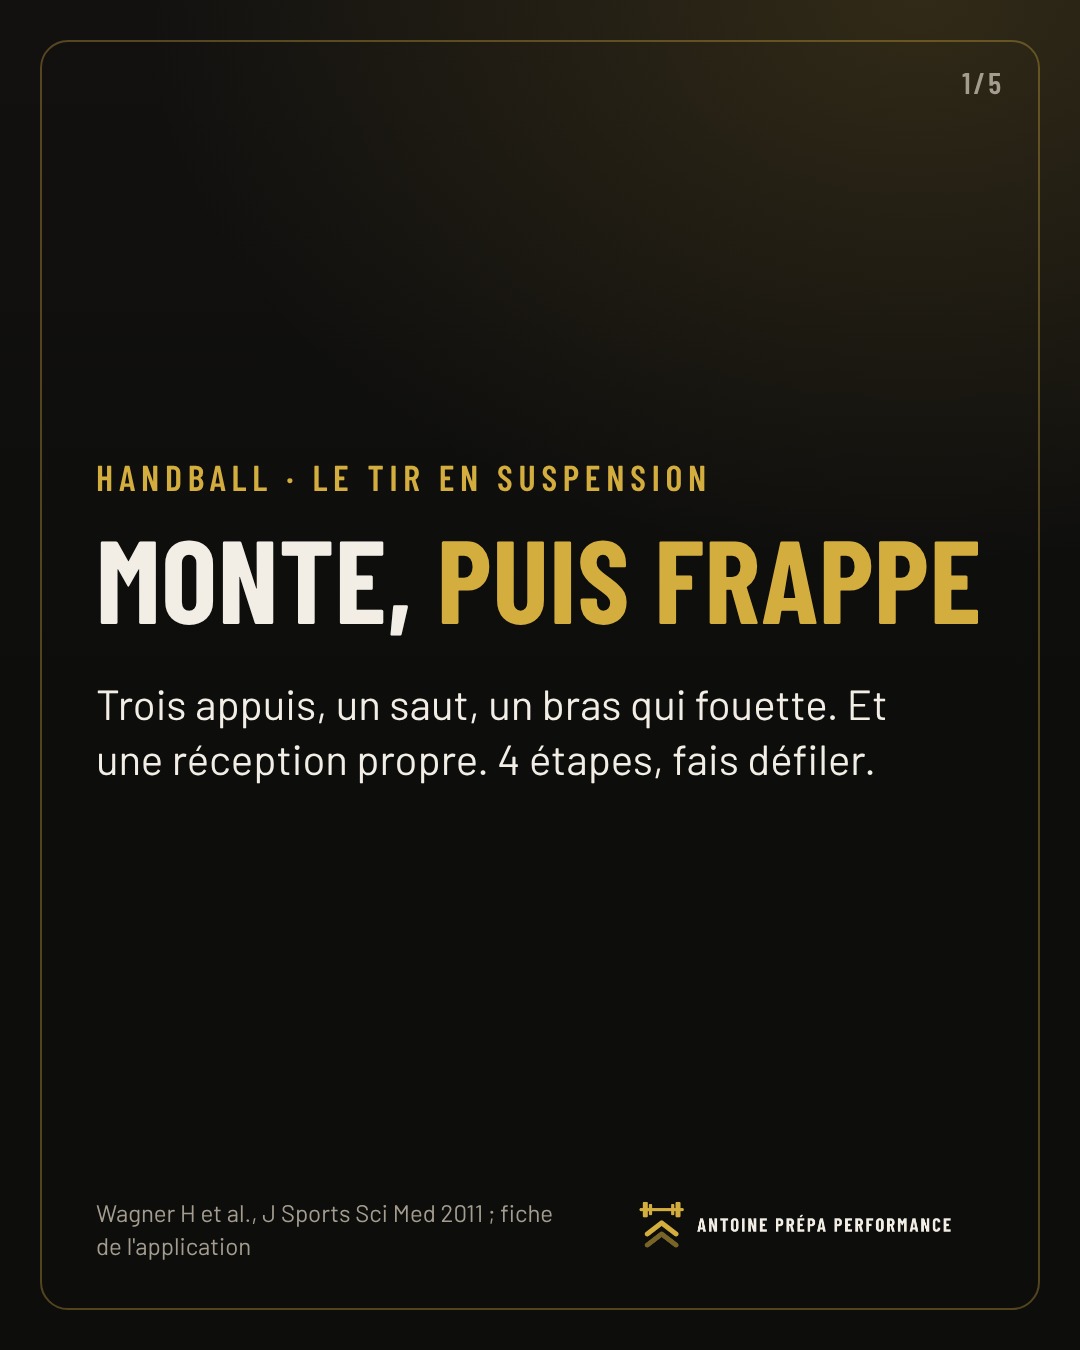 1/5
HANDBALL · LE TIR EN SUSPENSION
MONTE, PUIS FRAPPE
Trois appuis, un saut, un bras qui fouette. Et
une réception propre. 4 étapes, fais défiler.
Wagner H et al., J Sports Sci Med 2011 ; fiche
de l'application
ANTOINE PRÉPA PERFORMANCE